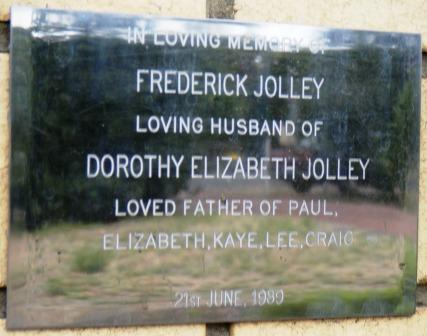 IN LOVING MEMORY OF
FREDERICK JOLLEY
LOVING HUSBAND OF
DOROTHY ELIZABETH JOLLEY
LOVED FATHER OF PAUL,
ELIZABETH, KAYE, LEE, CRAIG
21ST JUNE, 1989